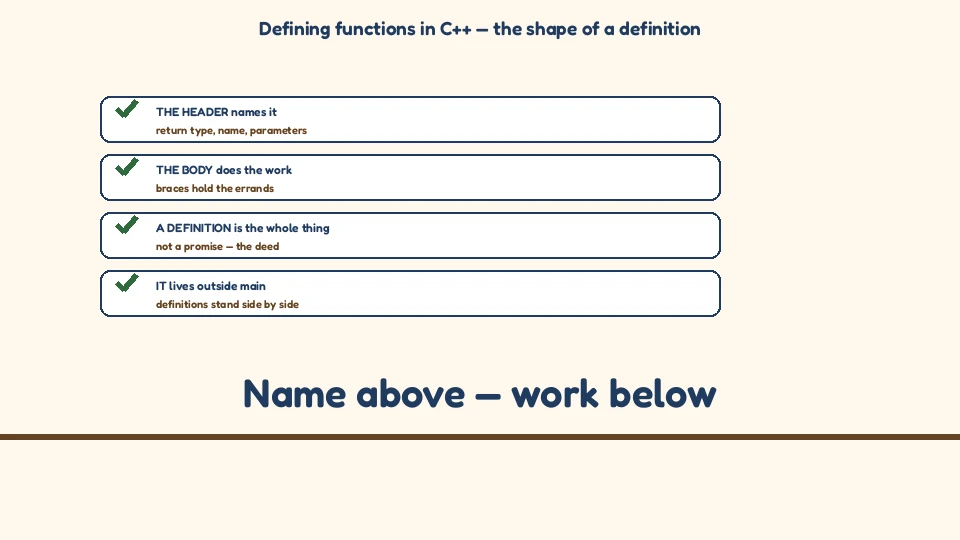 Defining functions in C++ — the shape of a definition
THE HEADER names it
return type, name, parameters
THE BODY does the work
braces hold the errands
A DEFINITION is the whole thing
not a promise — the deed
IT lives outside main
definitions stand side by side
Name above — work below